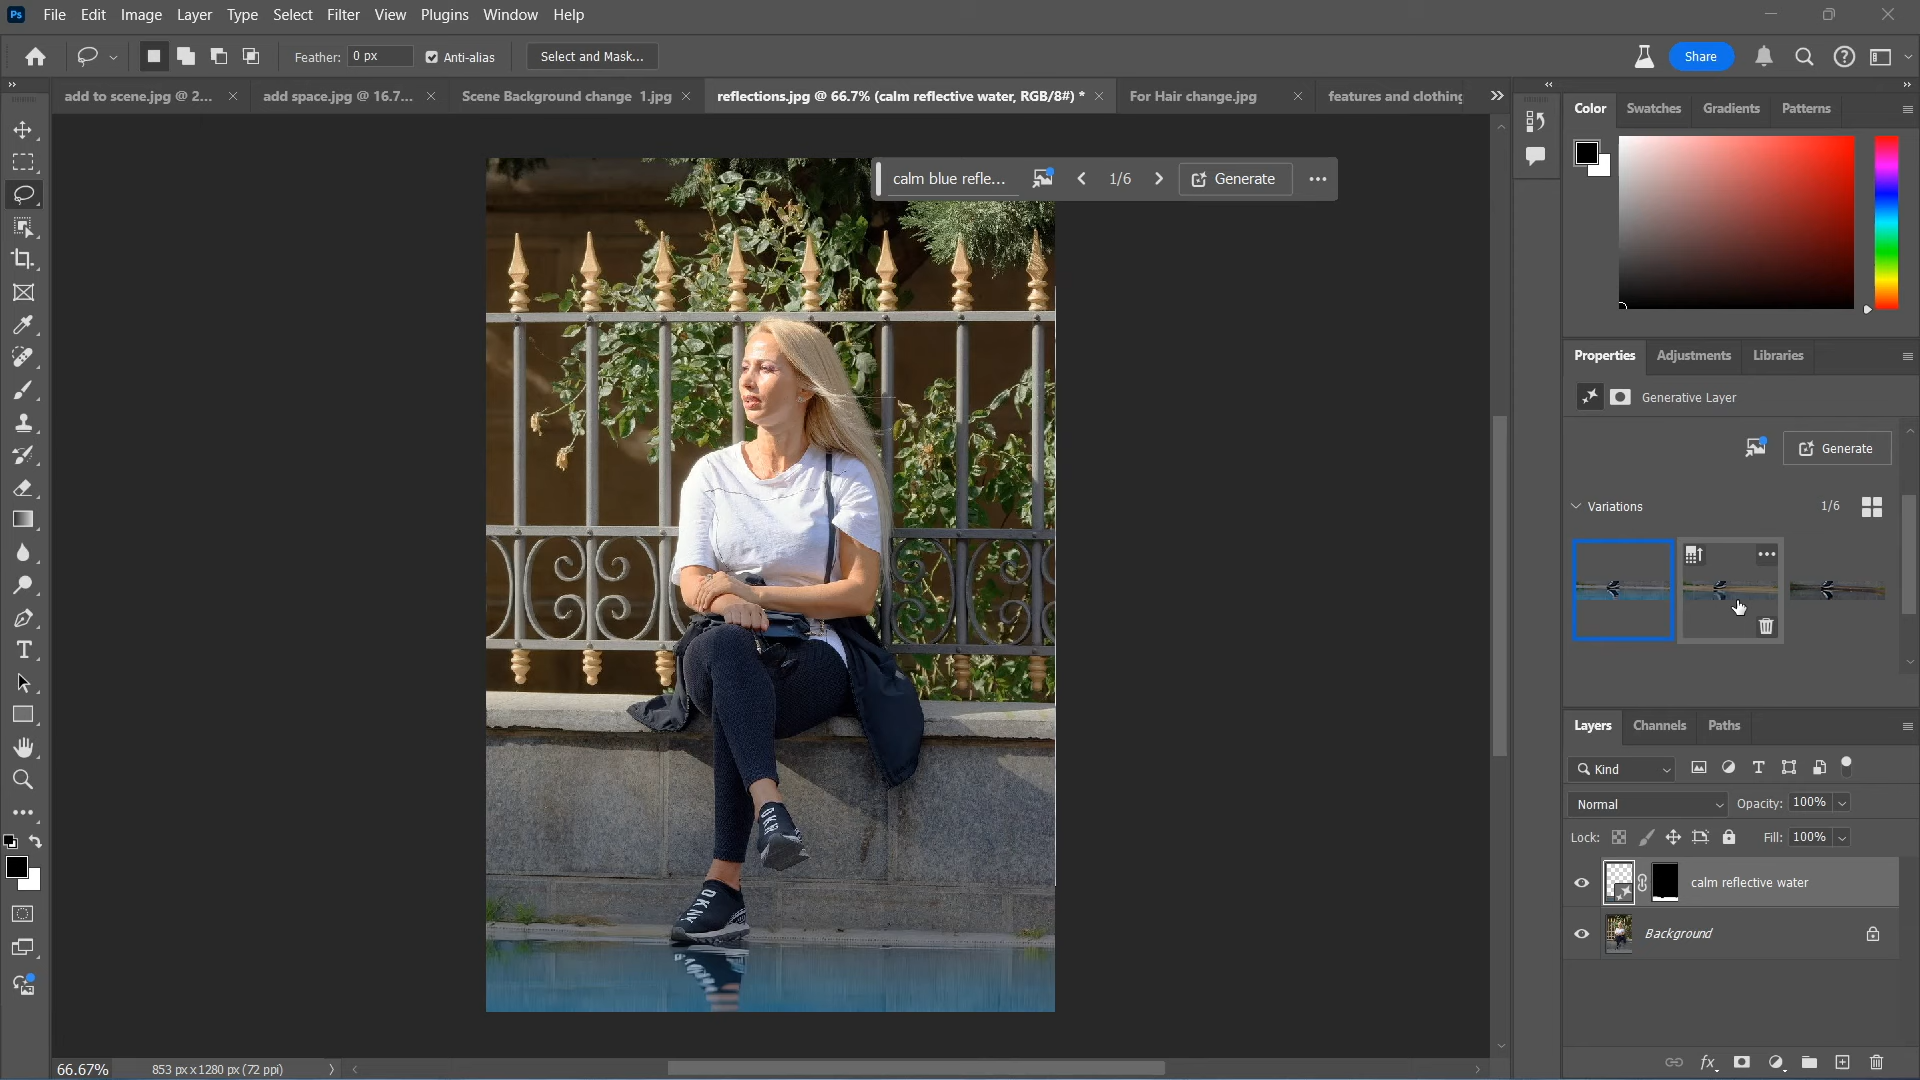 Ps File Edit Image Layer Type Select Filter View Plugins Window Help
Feather: 0 px Anti-alias Select and Mask... Share
add to scene.jpg @ 2... add space.jpg @ 16.7... Scene Background change 1.jpg reflections.jpg @ 66.7% (calm reflective water, RGB/8#) * For Hair change.jpg features and clothing
Color Swatches Gradients Patterns
calm blue refle... 1/6 Generate
Properties Adjustments Libraries
Generative Layer
Generate
Variations 1/6
Layers Channels Paths
Kind
Normal Opacity: 100%
Lock: Fill: 100%
calm reflective water
Background
DKNY
DKNY
66.67% 853 px x 1280 px (72 ppi)
fx